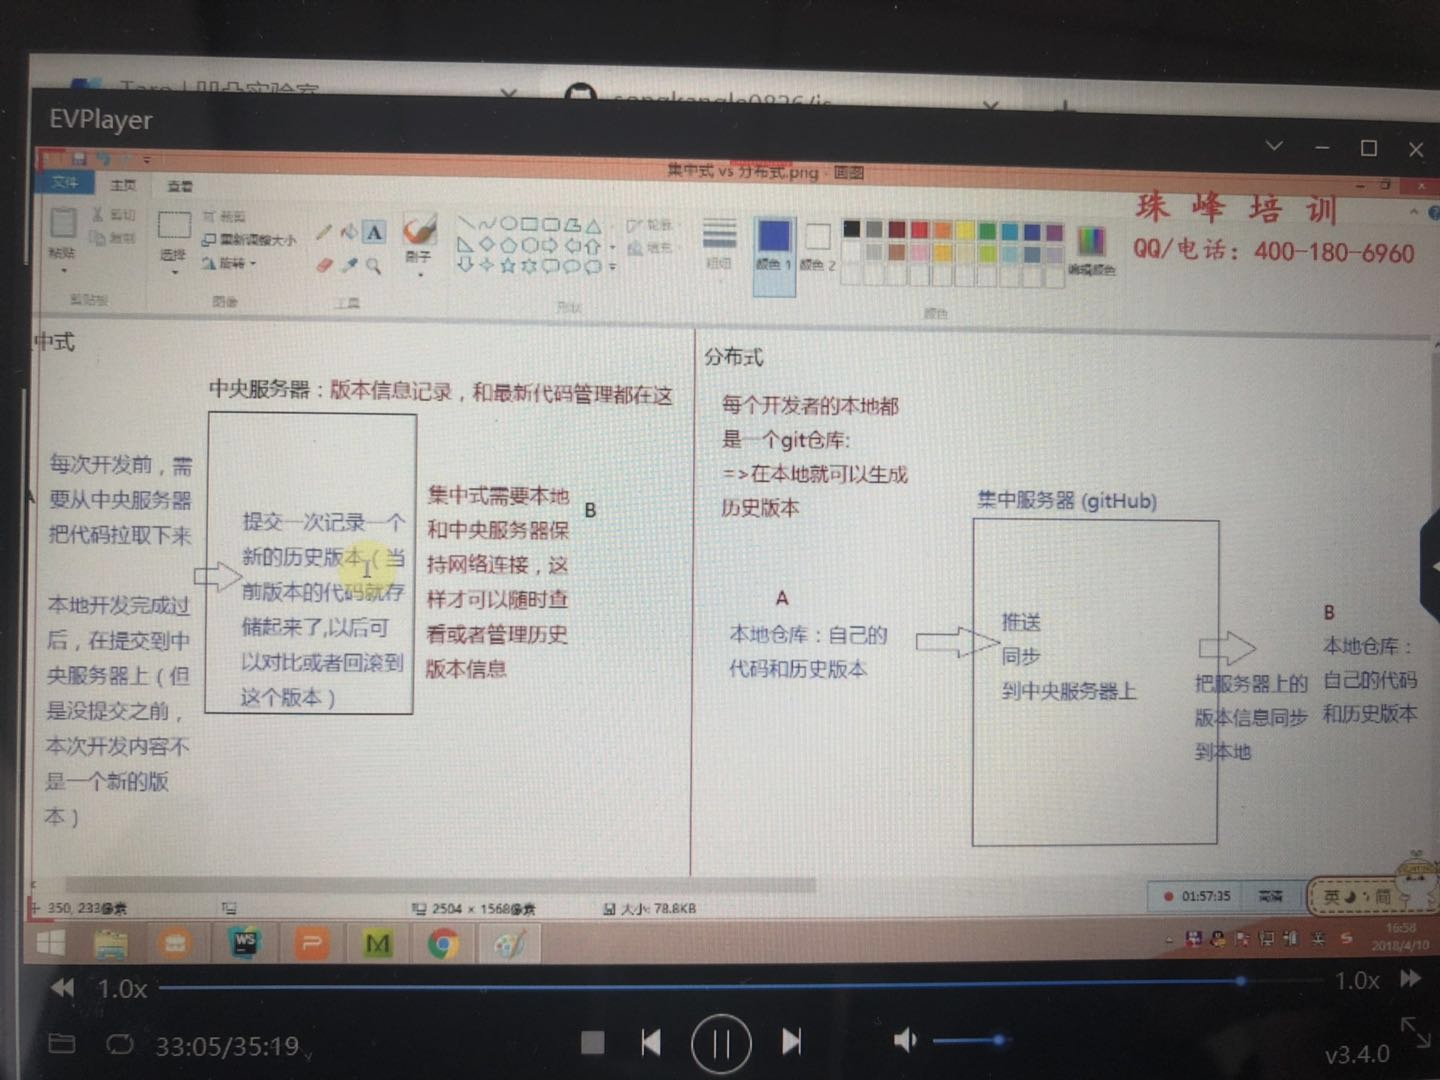 EVPlayer
集中式 vs 分布式.png - 画图
文件 主页 查看
珠峰培训
QQ/电话：400-180-6960
粘贴
剪切
复制
选择
裁剪
重新调整大小
旋转
A
刷子
轮廓
填充
粗细
颜色 1
颜色 2
编辑颜色
剪贴板
图像
工具
形状
颜色
中式
中央服务器：版本信息记录，和最新代码管理都在这
每次开发前，需
要从中央服务器
把代码拉取下来
本地开发完成过
后，在提交到中
央服务器上（但
是没提交之前，
本次开发内容不
是一个新的版
本）
提交一次记录一个
新的历史版本（当
前版本的代码就存
储起来了,以后可
以对比或者回滚到
这个版本）
集中式需要本地
和中央服务器保
持网络连接，这
样才可以随时查
看或者管理历史
版本信息
B
分布式
每个开发者的本地都
是一个git仓库:
=>在本地就可以生成
历史版本
A
本地仓库：自己的
代码和历史版本
集中服务器 (gitHub)
推送
同步
到中央服务器上
把服务器上的
版本信息同步
到本地
B
本地仓库：
自己的代码
和历史版本
350, 233像素
2504 × 1568像素
大小: 78.8KB
01:57:35
高清
英
简
WS
16:58
2018/4/10
1.0x
1.0x
33:05/35:19
v3.4.0